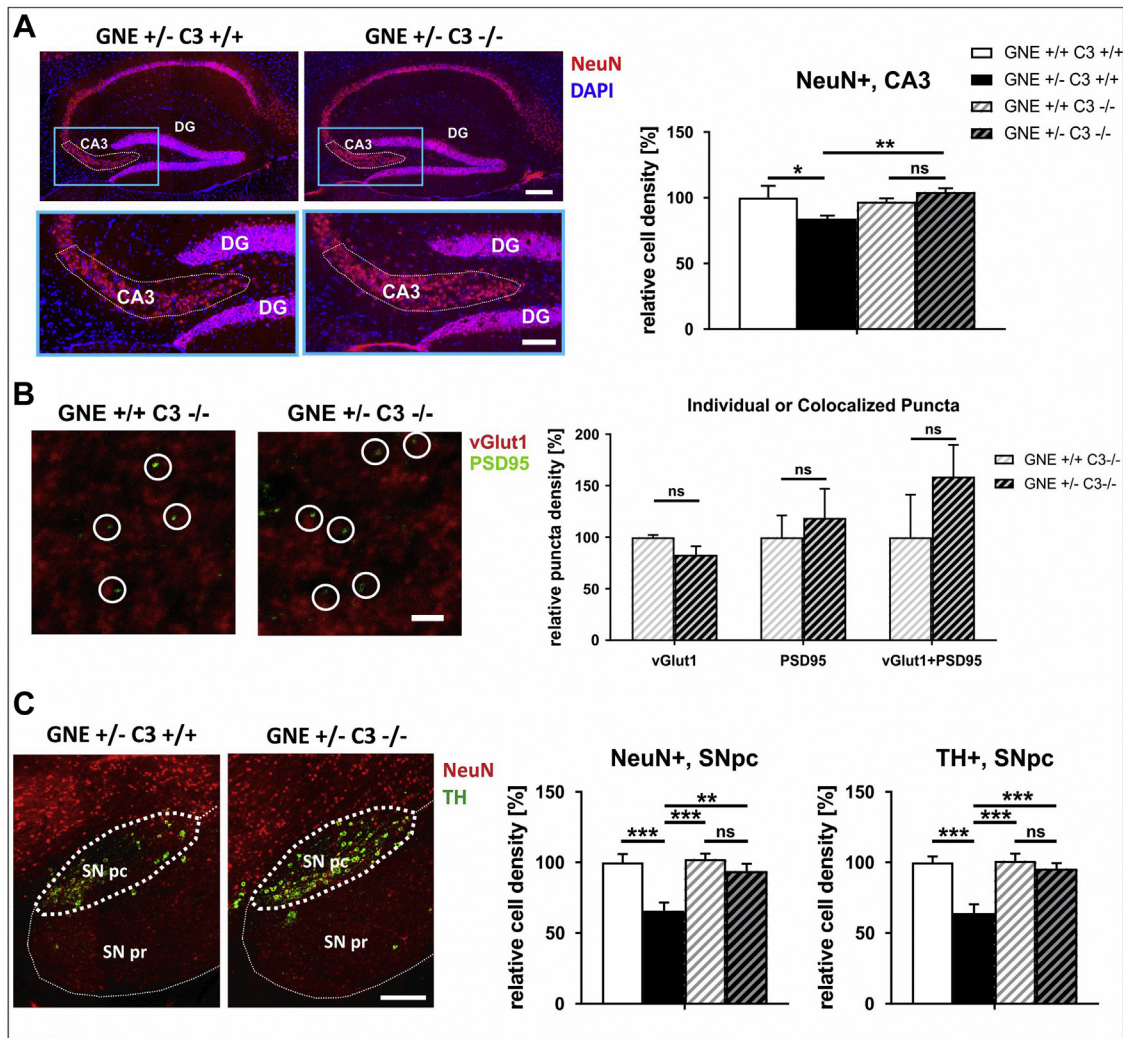 A
GNE +/- C3 +/+
GNE +/- C3 -/-
NeuN
DAPI
DG
CA3
DG
CA3
DG
CA3
DG
DG
CA3
DG
NeuN+, CA3
relative cell density [%]
150
100
50
0
*
**
ns
GNE +/+ C3 +/+
GNE +/- C3 +/+
GNE +/+ C3 -/-
GNE +/- C3 -/-
B
GNE +/+ C3 -/-
GNE +/- C3 -/-
vGlut1
PSD95
Individual or Colocalized Puncta
relative puncta density [%]
200
150
100
50
0
ns
ns
ns
vGlut1
PSD95
vGlut1+PSD95
GNE +/+ C3-/-
GNE +/- C3-/-
C
GNE +/- C3 +/+
GNE +/- C3 -/-
NeuN
TH
SN pc
SN pr
SN pc
SN pr
NeuN+, SNpc
relative cell density [%]
150
100
50
0
**
***
***
ns
TH+, SNpc
relative cell density [%]
150
100
50
0
***
***
***
ns